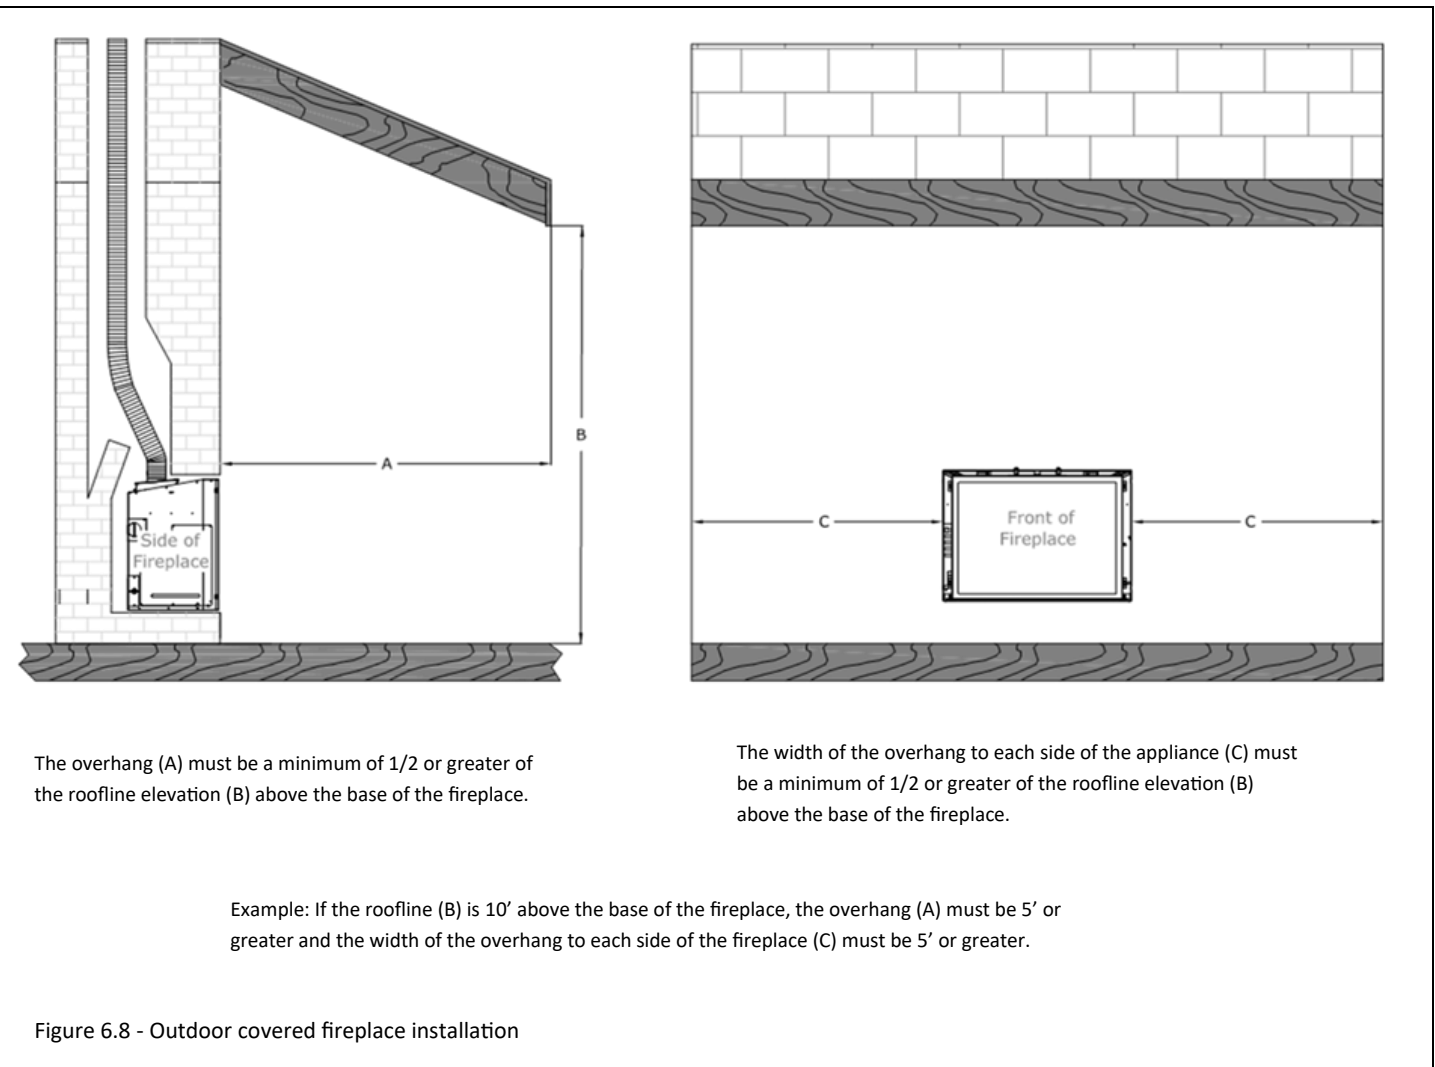 Side of
Fireplace
A
B
Front of
Fireplace
C
C
The overhang (A) must be a minimum of 1/2 or greater of
the roofline elevation (B) above the base of the fireplace.
The width of the overhang to each side of the appliance (C) must
be a minimum of 1/2 or greater of the roofline elevation (B)
above the base of the fireplace.
Example: If the roofline (B) is 10’ above the base of the fireplace, the overhang (A) must be 5’ or
greater and the width of the overhang to each side of the fireplace (C) must be 5’ or greater.
Figure 6.8 - Outdoor covered fireplace installation